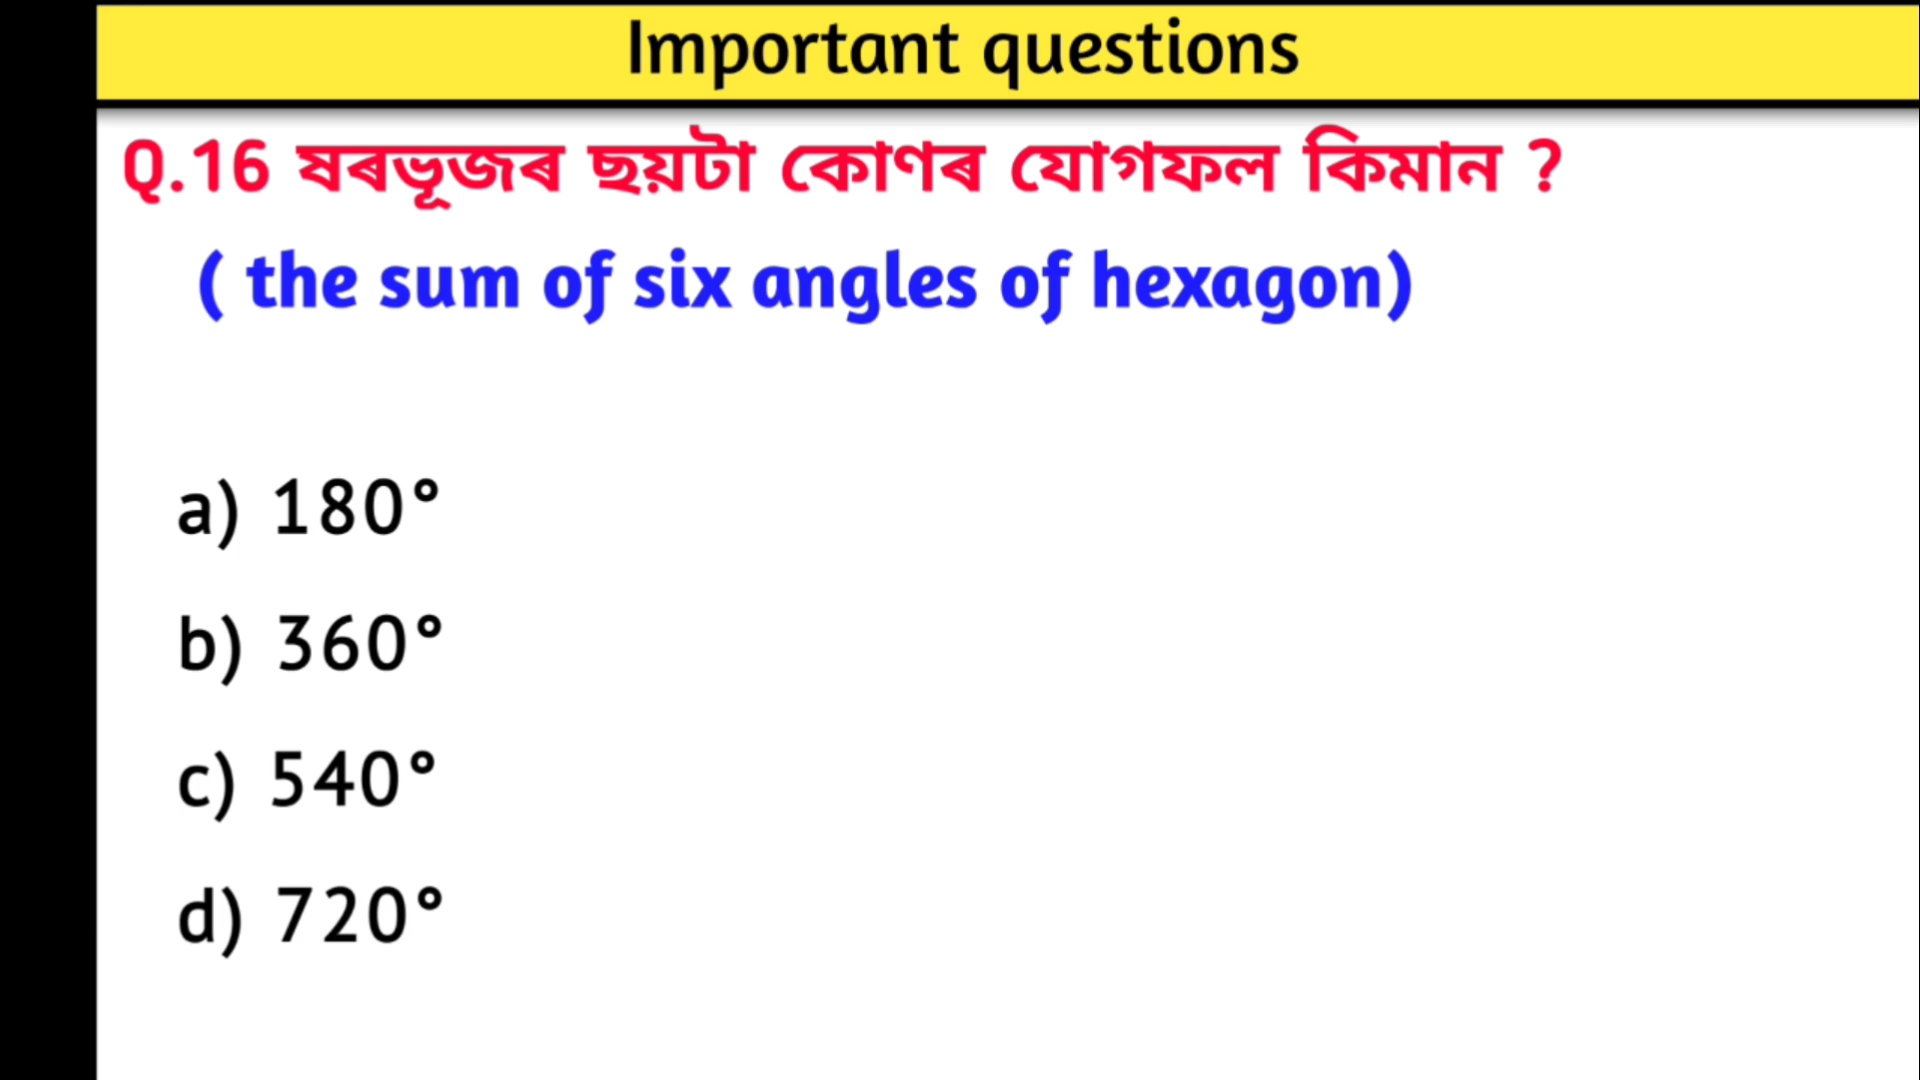 Important questions
Q.16 ষৰভূজৰ ছয়টা কোণৰ যোগফল কিমান ?
( the sum of six angles of hexagon)
a) 180°
b) 360°
c) 540°
d) 720°